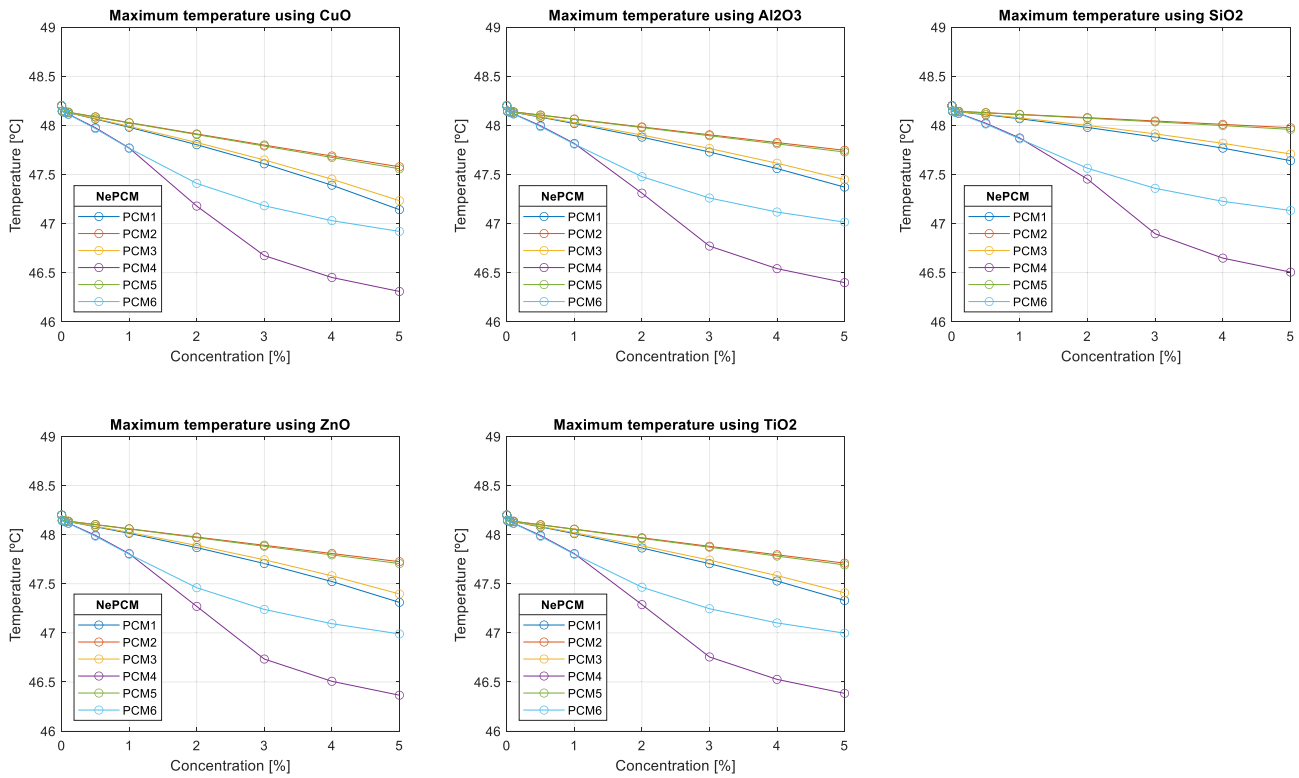 Maximum temperature using CuO
49
48.5
48
47.5
47
46.5
46
Temperature [ºC]
NePCM
PCM1
PCM2
PCM3
PCM4
PCM5
PCM6
0 1 2 3 4 5
Concentration [%]
Maximum temperature using Al2O3
49
48.5
48
47.5
47
46.5
46
Temperature [ºC]
NePCM
PCM1
PCM2
PCM3
PCM4
PCM5
PCM6
0 1 2 3 4 5
Concentration [%]
Maximum temperature using SiO2
49
48.5
48
47.5
47
46.5
46
Temperature [ºC]
NePCM
PCM1
PCM2
PCM3
PCM4
PCM5
PCM6
0 1 2 3 4 5
Concentration [%]
Maximum temperature using ZnO
49
48.5
48
47.5
47
46.5
46
Temperature [ºC]
NePCM
PCM1
PCM2
PCM3
PCM4
PCM5
PCM6
0 1 2 3 4 5
Concentration [%]
Maximum temperature using TiO2
49
48.5
48
47.5
47
46.5
46
Temperature [ºC]
NePCM
PCM1
PCM2
PCM3
PCM4
PCM5
PCM6
0 1 2 3 4 5
Concentration [%]